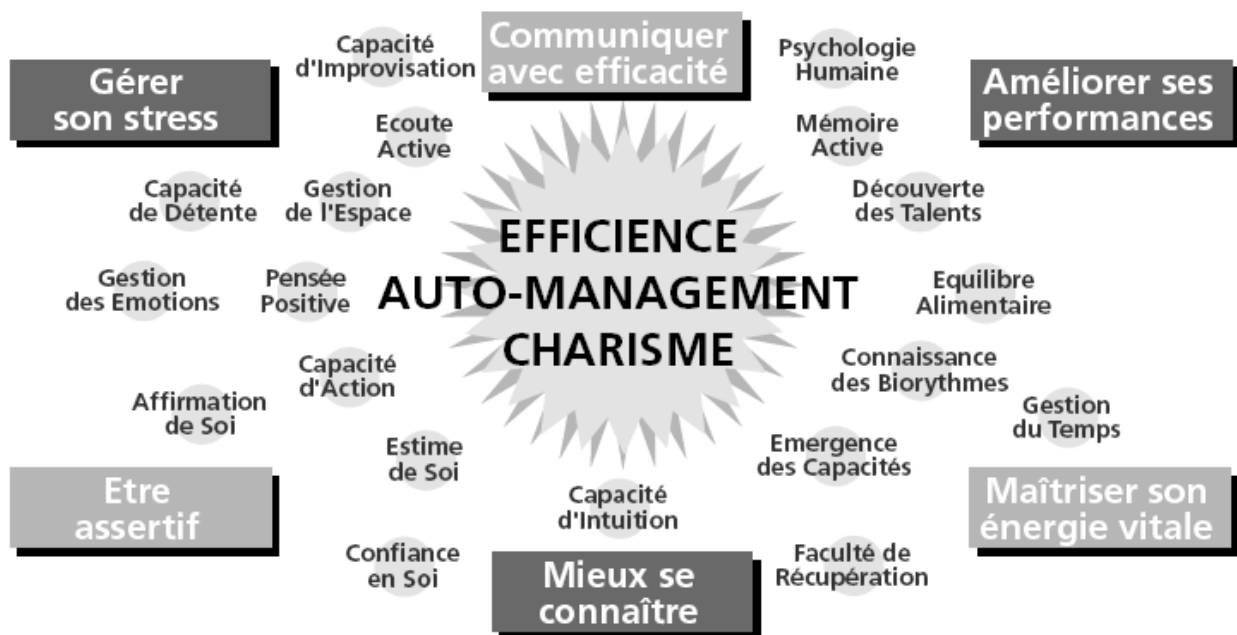 Capacité
d'Improvisation
Communiquer
avec efficacité
Psychologie
Humaine
Gérer
son stress
Améliorer ses
performances
Ecoute
Active
Mémoire
Active
Capacité
de Détente
Gestion
de l'Espace
Découverte
des Talents
EFFICIENCE
AUTO-MANAGEMENT
CHARISME
Gestion
des Emotions
Pensée
Positive
Equilibre
Alimentaire
Capacité
d'Action
Connaissance
des Biorythmes
Affirmation
de Soi
Gestion
du Temps
Estime
de Soi
Emergence
des Capacités
Etre
assertif
Capacité
d'Intuition
Maîtriser son
énergie vitale
Confiance
en Soi
Mieux se
connaître
Faculté de
Récupération